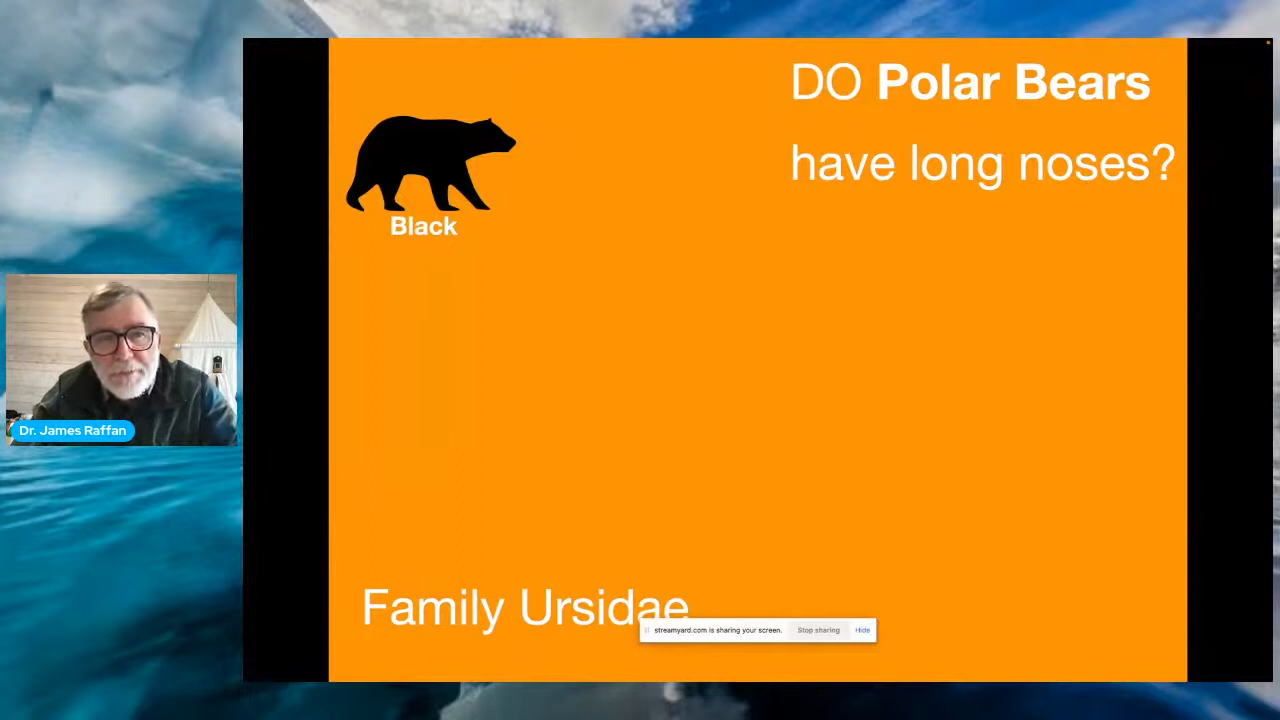 DO Polar Bears
have long noses?
Black
Dr. James Raffan
Family Ursidae
streamyard.com is sharing your screen. Stop sharing Hide